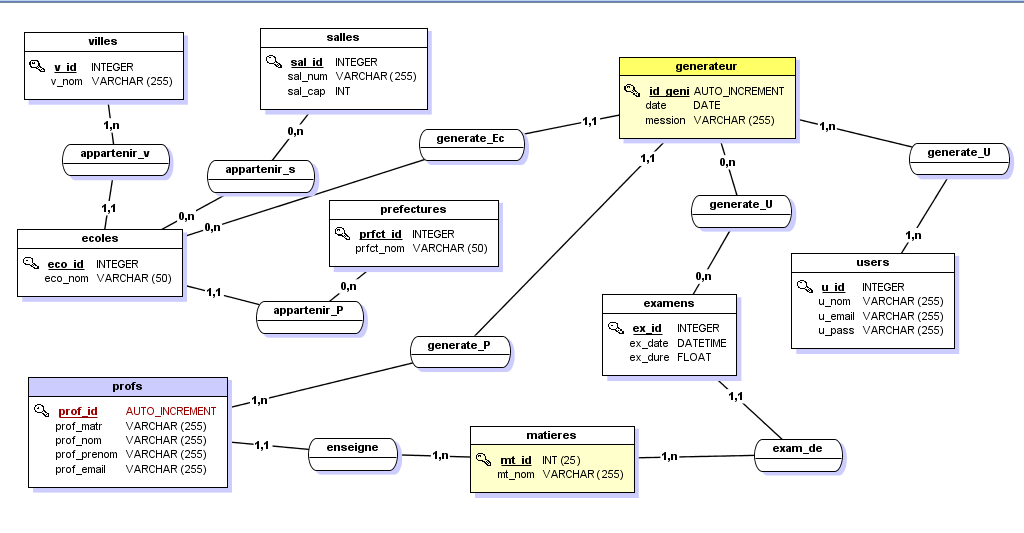 villes
v_id INTEGER
v_nom VARCHAR (255)
salles
sal_id INTEGER
sal_num VARCHAR (255)
sal_cap INT
generateur
id_geni AUTO_INCREMENT
date DATE
mession VARCHAR (255)
1,n
0,n
1,1
1,n
generate_Ec
appartenir_v
appartenir_s
1,1
0,n
generate_U
1,1
0,n
0,n
prefectures
prfct_id INTEGER
prfct_nom VARCHAR (50)
generate_U
ecoles
eco_id INTEGER
eco_nom VARCHAR (50)
1,n
users
u_id INTEGER
u_nom VARCHAR (255)
u_email VARCHAR (255)
u_pass VARCHAR (255)
1,1
0,n
0,n
appartenir_P
examens
ex_id INTEGER
ex_date DATETIME
ex_dure FLOAT
generate_P
profs
prof_id AUTO_INCREMENT
prof_matr VARCHAR (255)
prof_nom VARCHAR (255)
prof_prenom VARCHAR (255)
prof_email VARCHAR (255)
1,n
1,1
1,1
enseigne
1,n
matieres
mt_id INT (25)
mt_nom VARCHAR (255)
1,n
exam_de